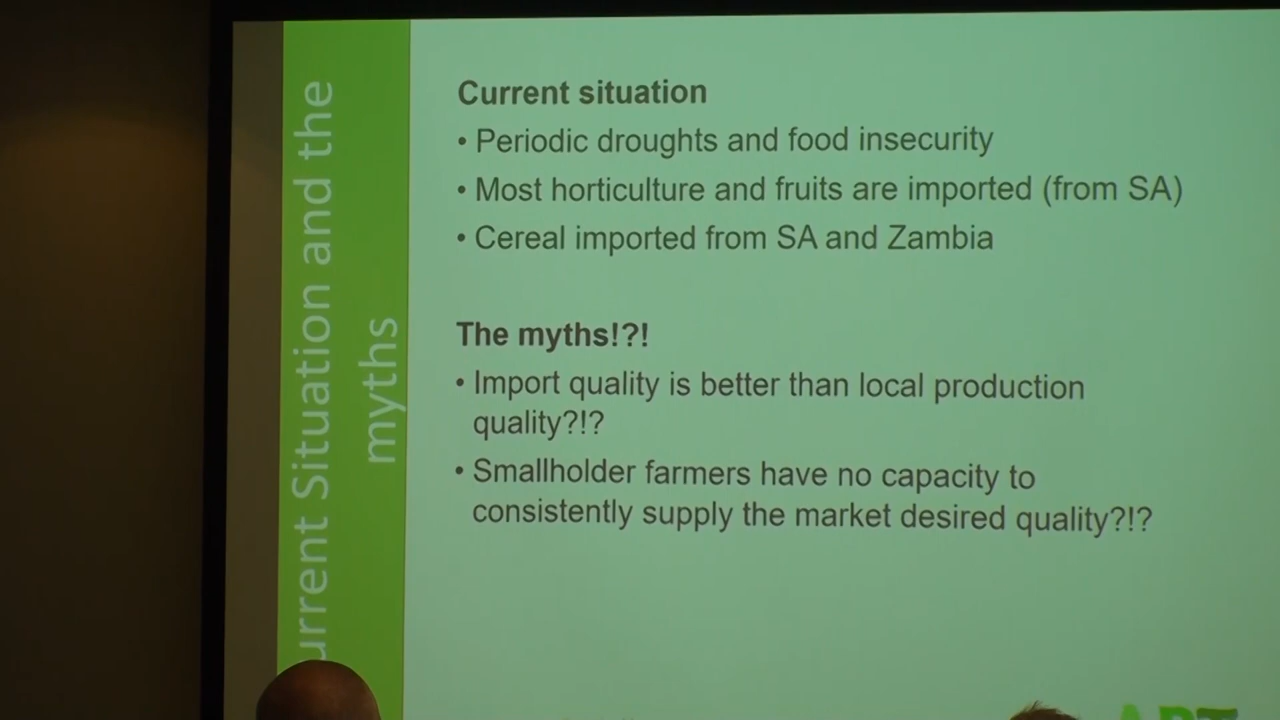 urrent Situation and the
myths
Current situation
• Periodic droughts and food insecurity
• Most horticulture and fruits are imported (from SA)
• Cereal imported from SA and Zambia
The myths!?!
• Import quality is better than local production
quality?!?
• Smallholder farmers have no capacity to
consistently supply the market desired quality?!?